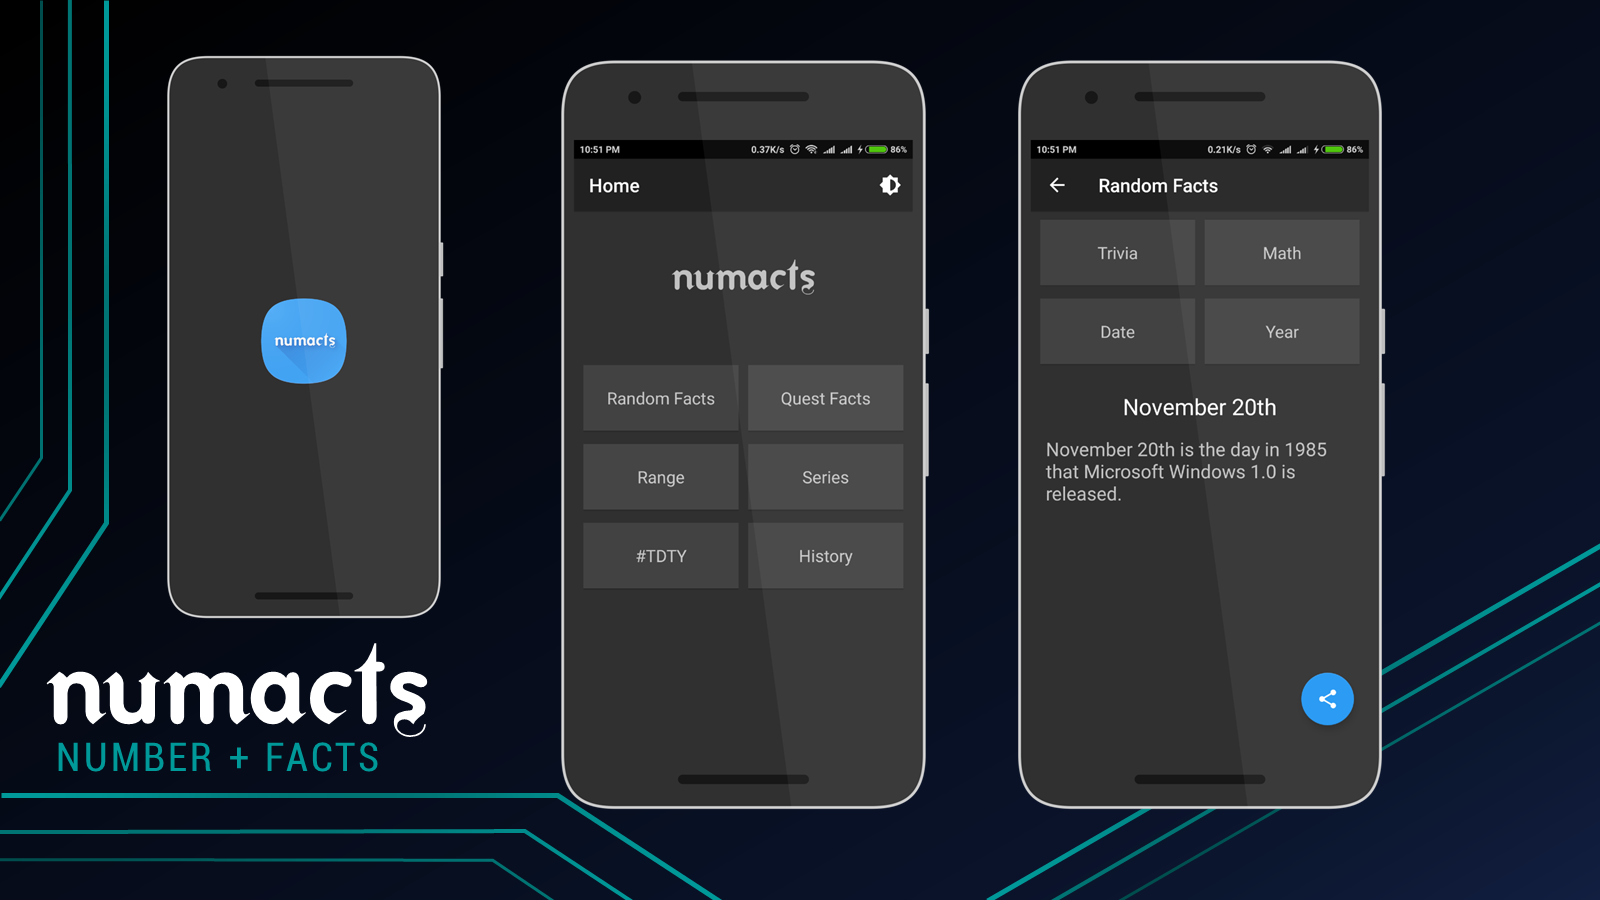 numacts
numacts
NUMBER + FACTS
10:51 PM 0.37K/s 86%
Home
numacts
Random Facts Quest Facts
Range Series
#TDTY History
10:51 PM 0.21K/s 86%
Random Facts
Trivia Math
Date Year
November 20th
November 20th is the day in 1985
that Microsoft Windows 1.0 is
released.